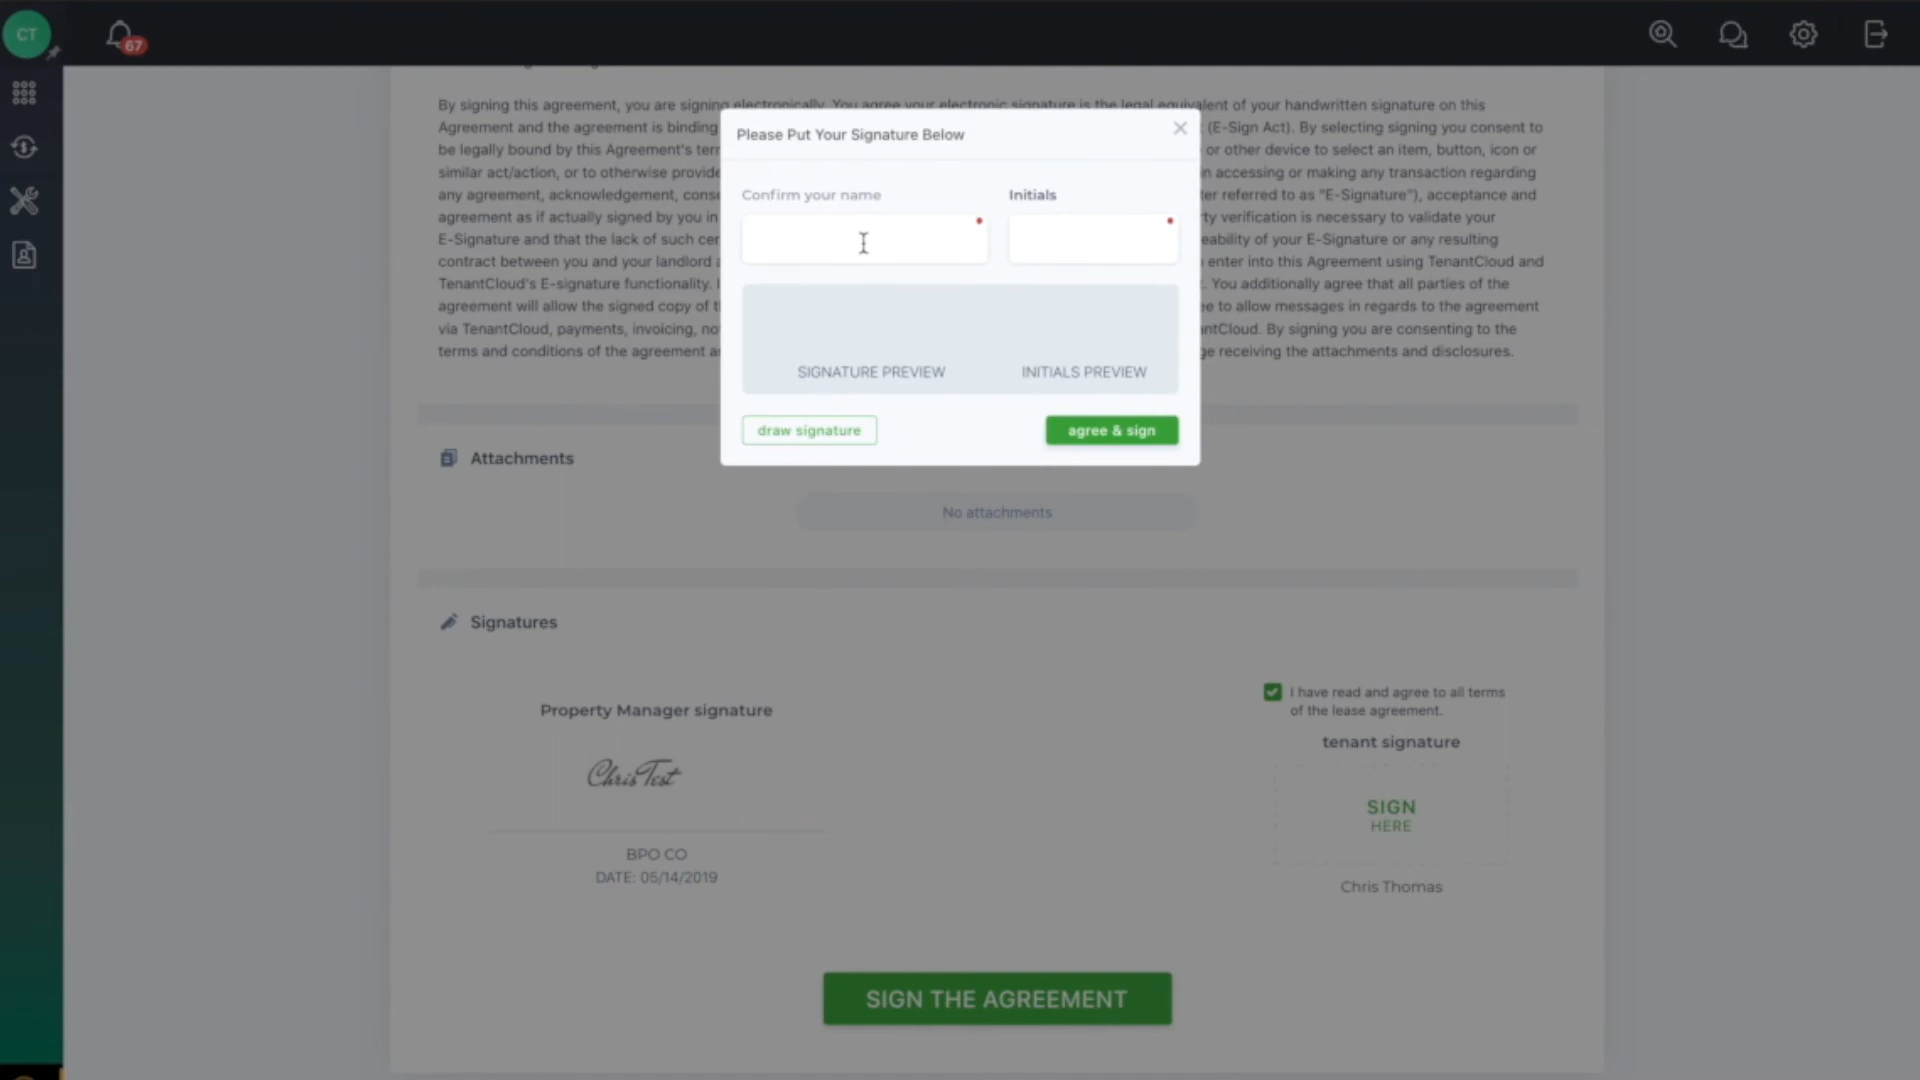 CT
67
By signing this agreement, you are signing electronically. You agree your electronic signature is the legal equivalent of your handwritten signature on this
Agreement and the agreement is binding (E-Sign Act). By selecting signing you consent to
be legally bound by this Agreement's or other device to select an item, button, icon or
similar act/action, or to otherwise provide in accessing or making any transaction regarding
any agreement, acknowledgement, referred to as "E-Signature"), acceptance and
agreement as if actually signed by you in verification is necessary to validate your
E-Signature and that the lack of such of your E-Signature or any resulting
contract between you and your landlord enter into this Agreement using TenantCloud and
TenantCloud's E-signature functionality. You additionally agree that all parties of the
agreement will allow the signed copy of to allow messages in regards to the agreement
via TenantCloud, payments, invoicing, By signing you are consenting to the
terms and conditions of the agreement receiving the attachments and disclosures.
Please Put Your Signature Below
Confirm your name Initials
SIGNATURE PREVIEW INITIALS PREVIEW
draw signature agree & sign
Attachments
No attachments
Signatures
Property Manager signature
Chris Test
BPO CO
DATE: 05/14/2019
I have read and agree to all terms
of the lease agreement.
tenant signature
SIGN
HERE
Chris Thomas
SIGN THE AGREEMENT